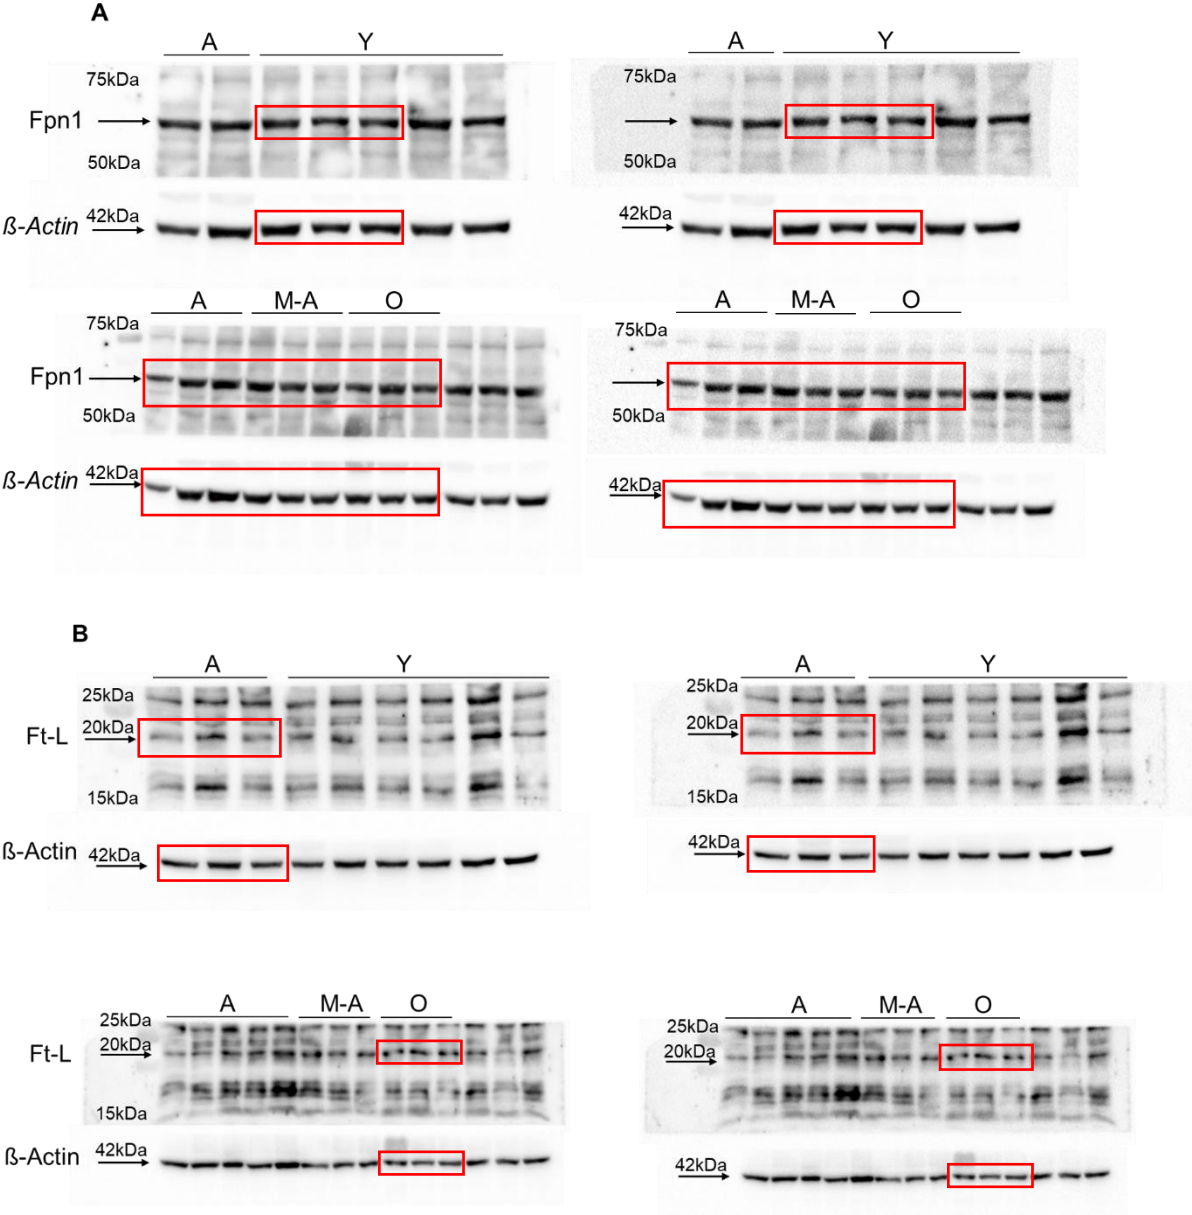 A
A Y A Y
75kDa 75kDa
Fpn1
50kDa 50kDa
ß-Actin 42kDa 42kDa
A M-A O A M-A O
75kDa 75kDa
Fpn1
50kDa 50kDa
ß-Actin 42kDa 42kDa
B
A Y A Y
25kDa 25kDa
20kDa 20kDa
Ft-L
15kDa 15kDa
ß-Actin 42kDa 42kDa
A M-A O A M-A O
25kDa 25kDa
Ft-L 20kDa 20kDa
15kDa 15kDa
ß-Actin 42kDa 42kDa